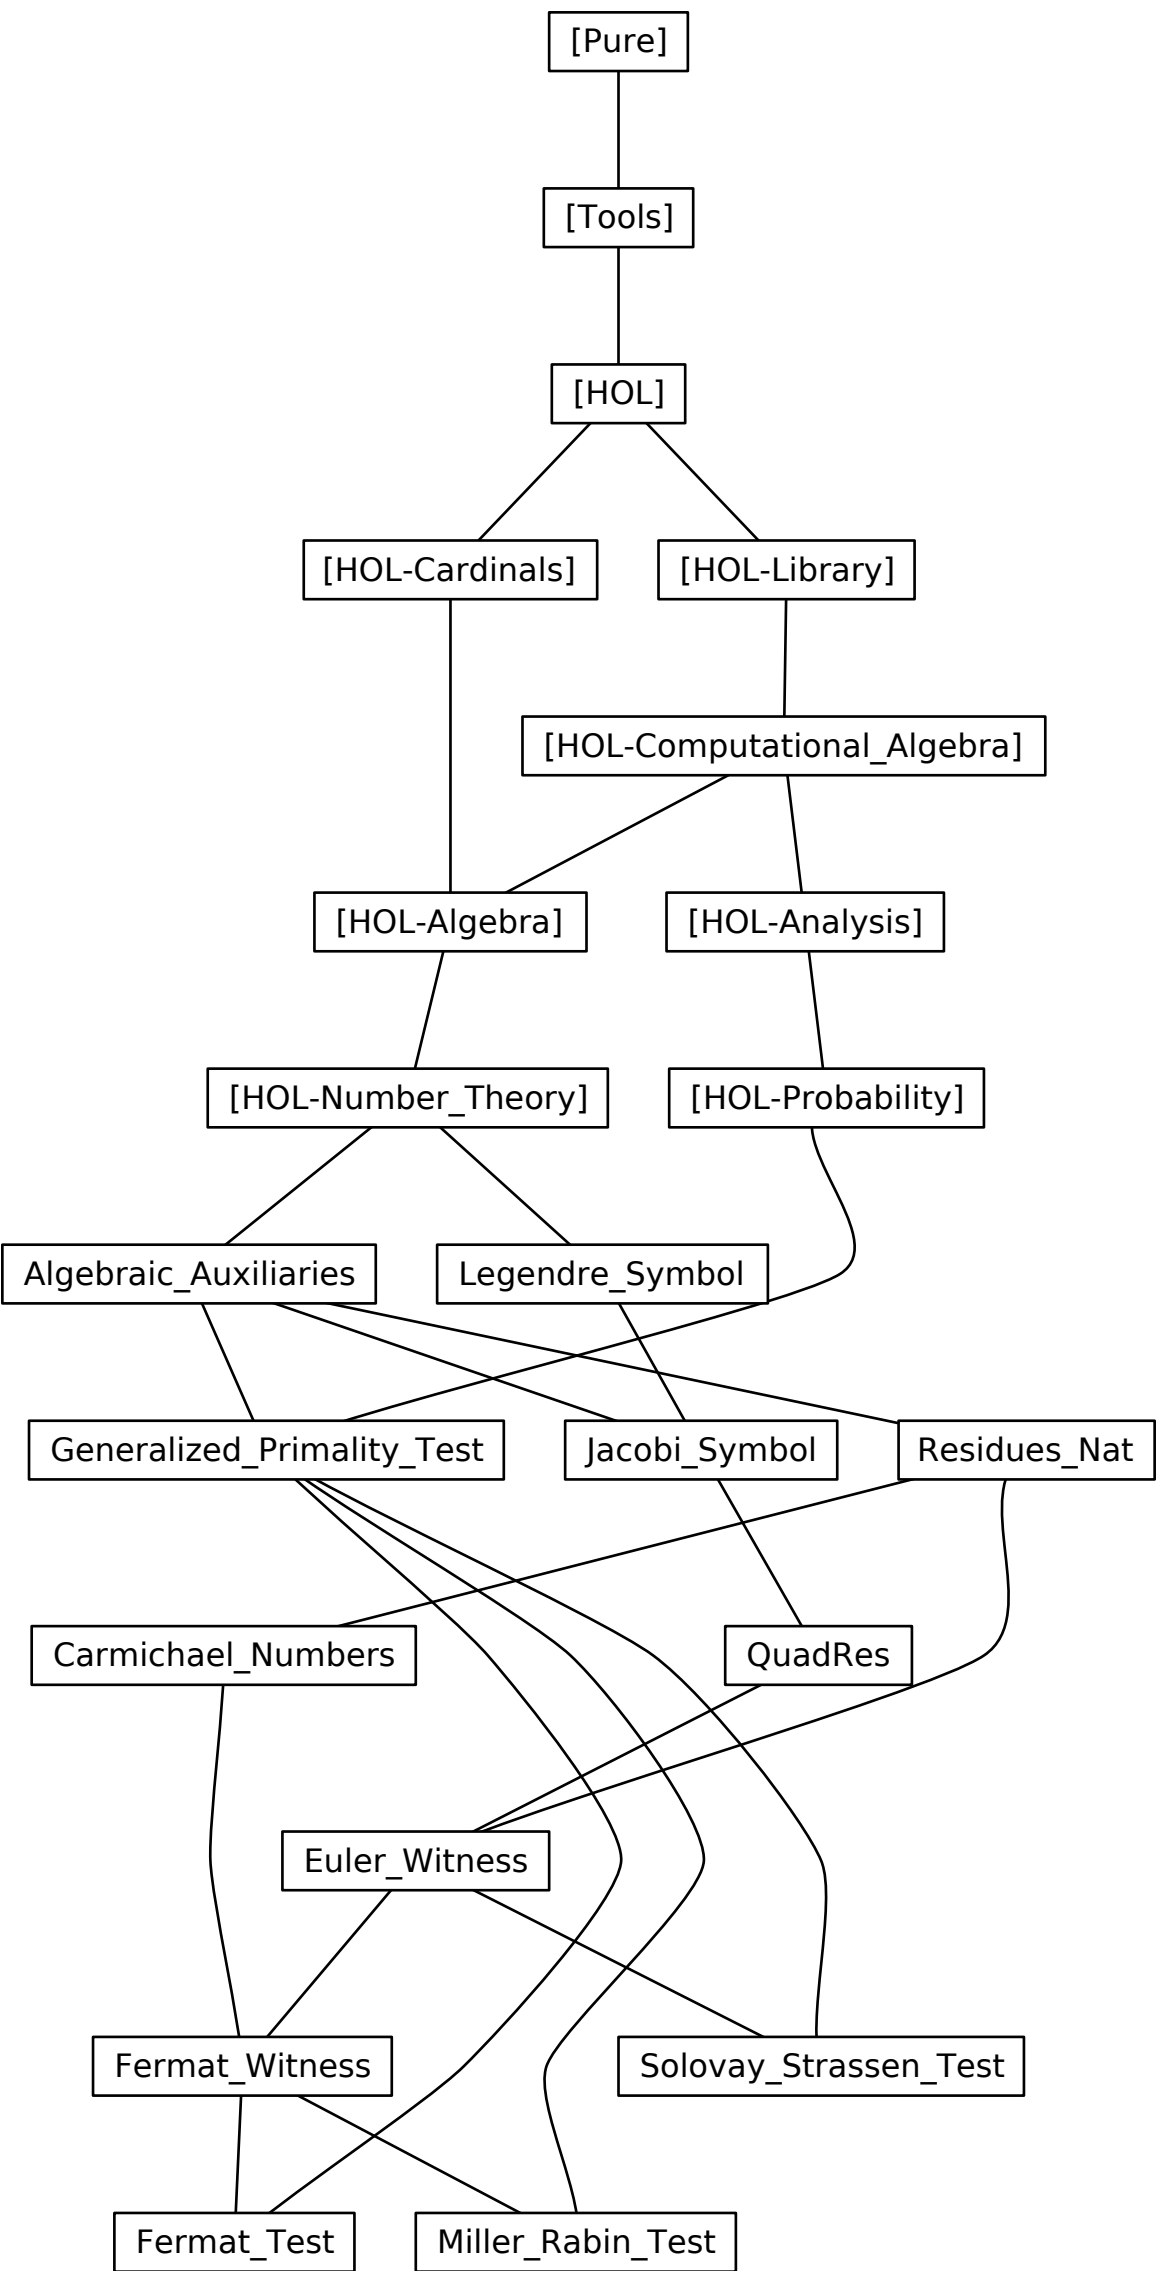 [Pure]
[Tools]
[HOL]
[HOL-Cardinals]
[HOL-Library]
[HOL-Computational_Algebra]
[HOL-Algebra]
[HOL-Analysis]
[HOL-Number_Theory]
[HOL-Probability]
Algebraic_Auxiliaries
Legendre_Symbol
Generalized_Primality_Test
Jacobi_Symbol
Residues_Nat
Carmichael_Numbers
QuadRes
Euler_Witness
Fermat_Witness
Solovay_Strassen_Test
Fermat_Test
Miller_Rabin_Test